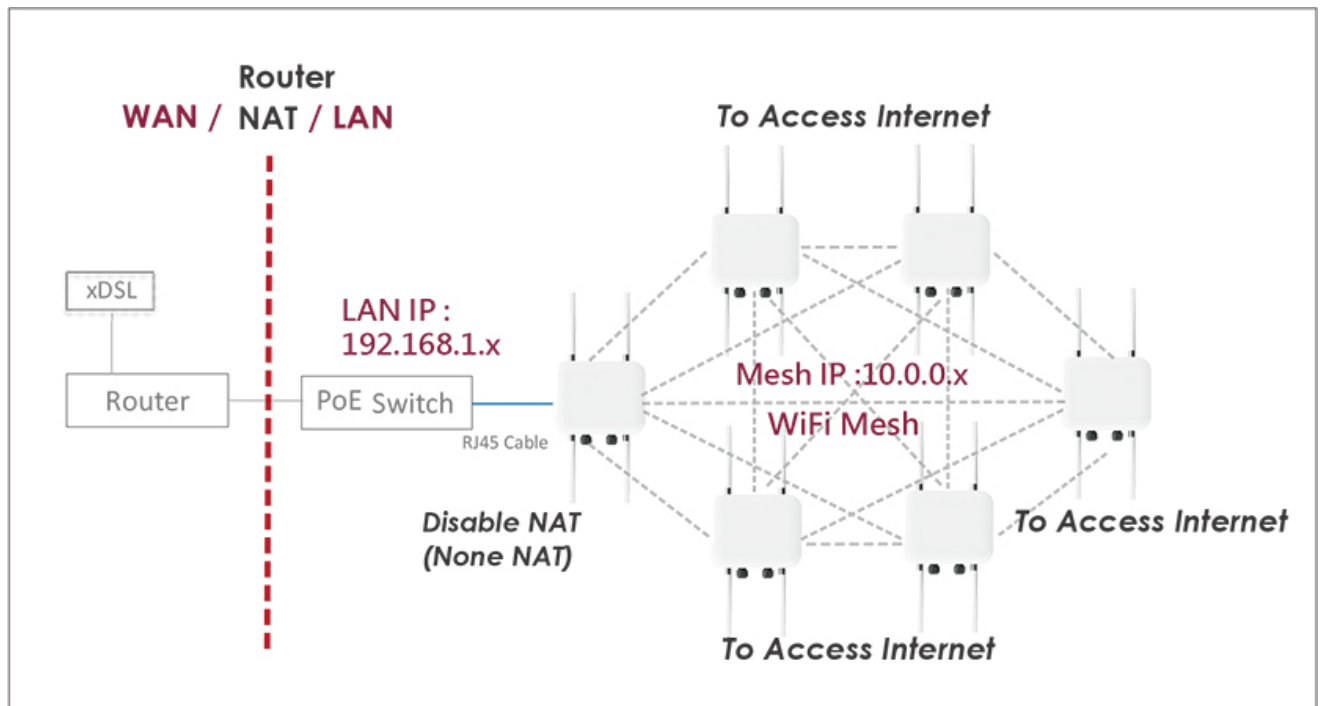 Router
WAN / NAT / LAN
To Access Internet
xDSL
LAN IP :
192.168.1.x
Router
PoE Switch
RJ45 Cable
Mesh IP :10.0.0.x
WiFi Mesh
Disable NAT
(None NAT)
To Access Internet
To Access Internet